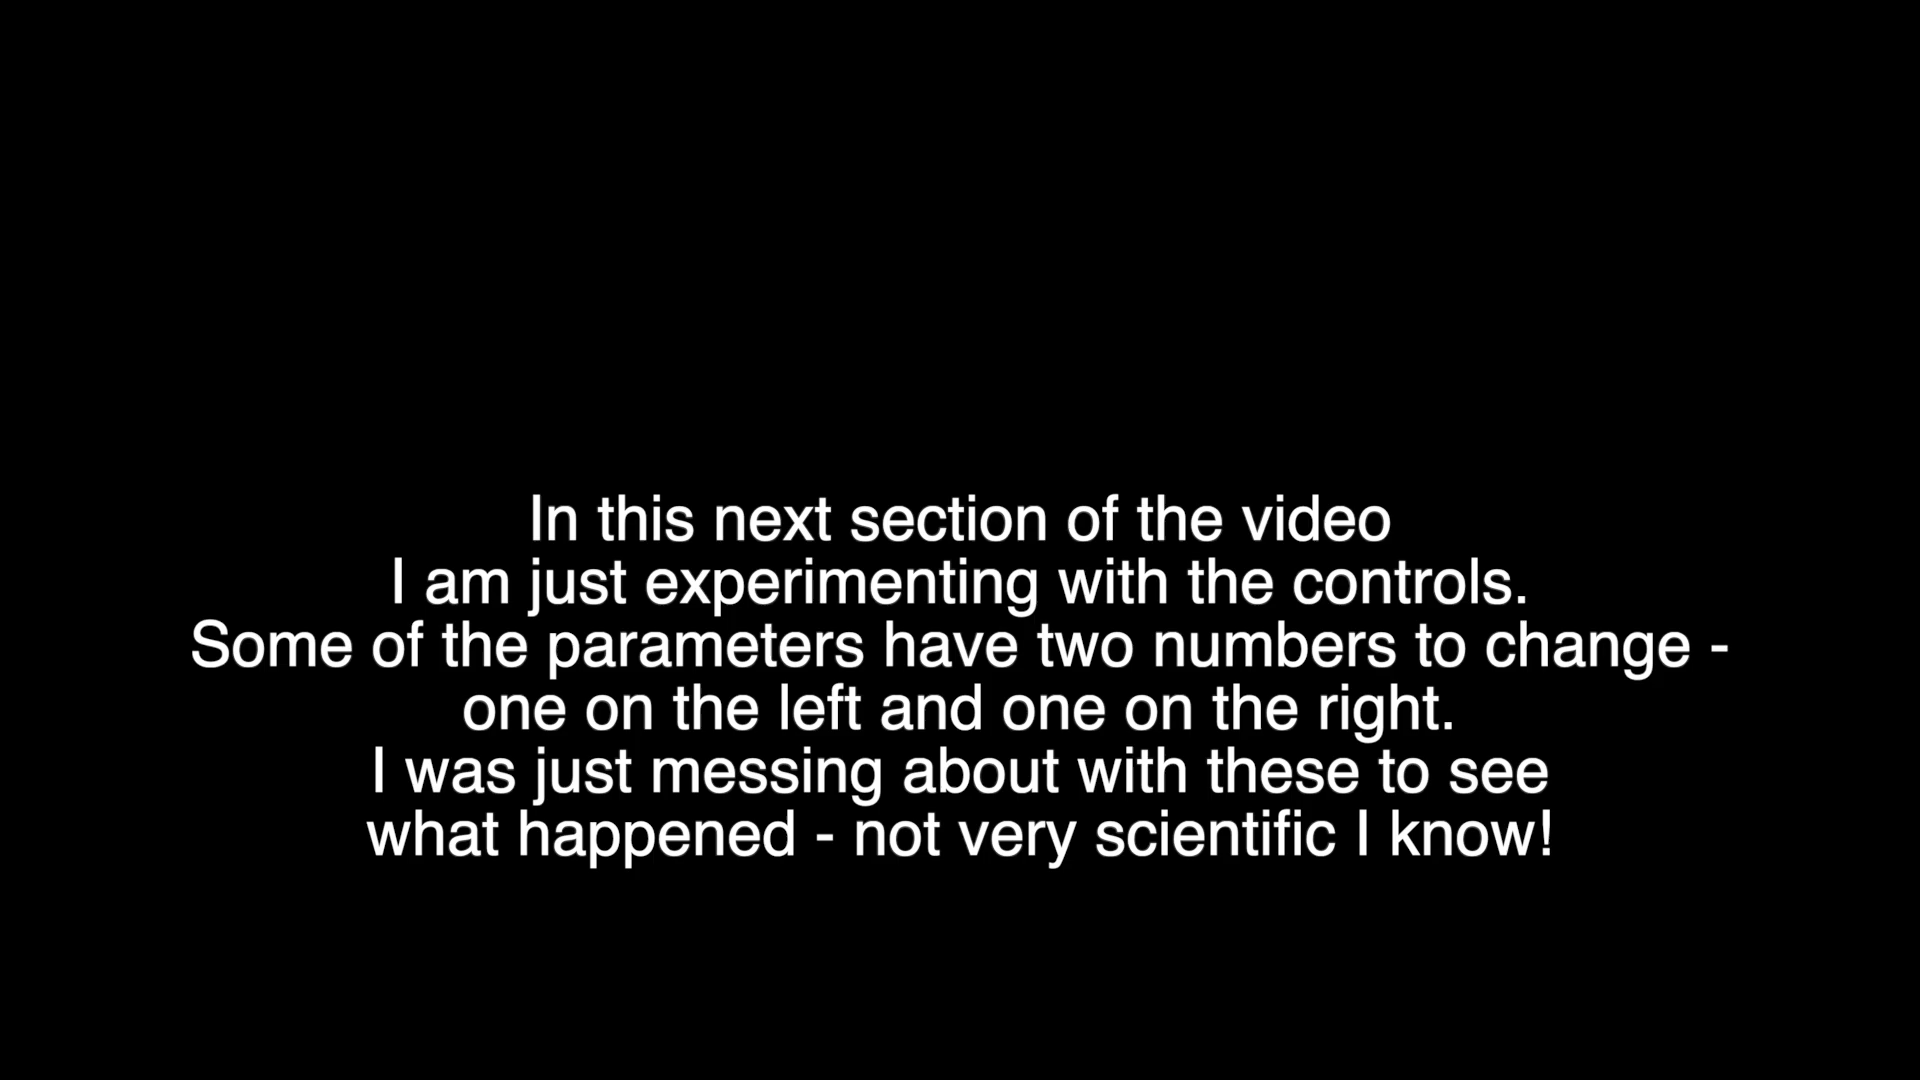 In this next section of the video
I am just experimenting with the controls.
Some of the parameters have two numbers to change -
one on the left and one on the right.
I was just messing about with these to see
what happened - not very scientific I know!